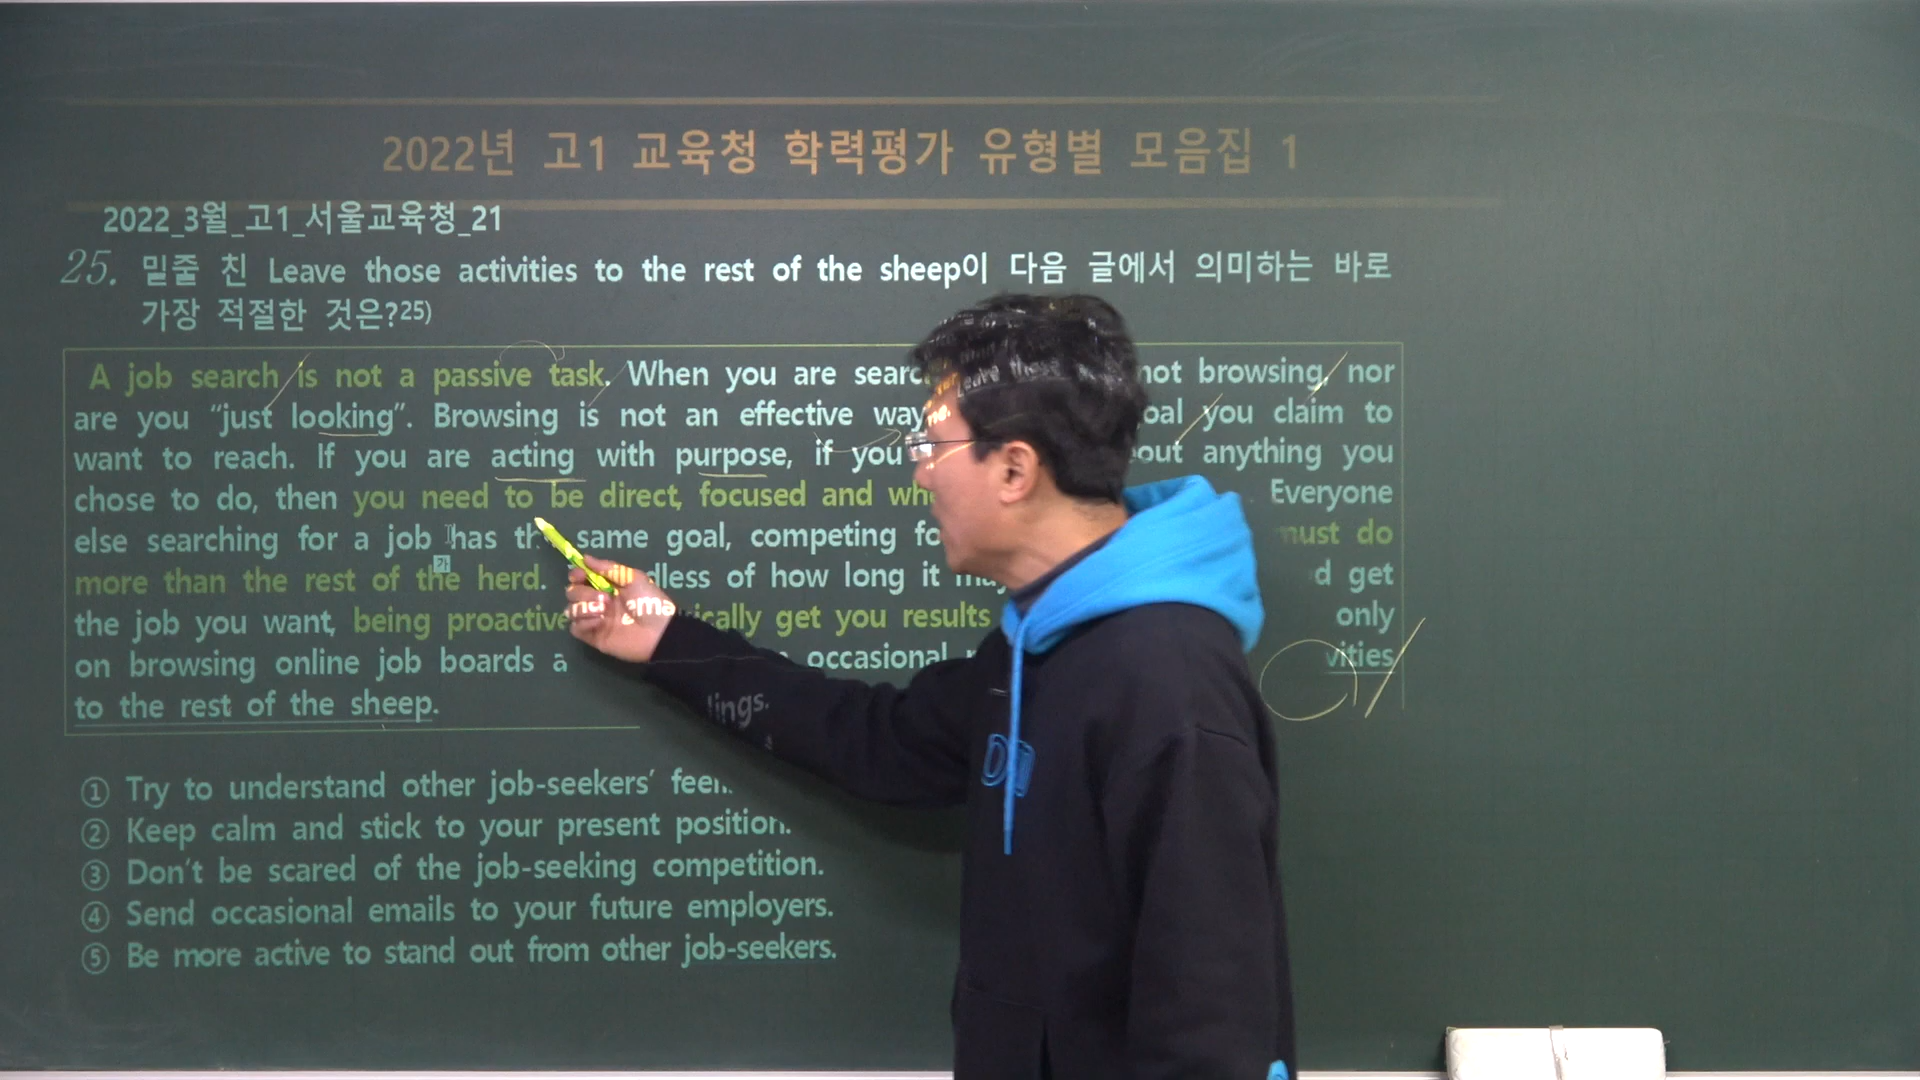 2022년 고1 교육청 학력평가 유형별 모음집 1
2022_3월_고1_서울교육청_21
25. 밑줄 친 Leave those activities to the rest of the sheep이 다음 글에서 의미하는 바로
가장 적절한 것은?25)
A job search is not a passive task. When you are not browsing, nor
are you “just looking”. Browsing is not an effective way you claim to
want to reach. If you are acting with purpose, if you anything you
chose to do, then you need to be direct, focused and Everyone
else searching for a job has the same goal, competing must do
more than the rest of the herd. of how long it get
the job you want, being proactive get you results only
on browsing online job boards occasional
to the rest of the sheep.
① Try to understand other job-seekers’
② Keep calm and stick to your present position.
③ Don’t be scared of the job-seeking competition.
④ Send occasional emails to your future employers.
⑤ Be more active to stand out from other job-seekers.